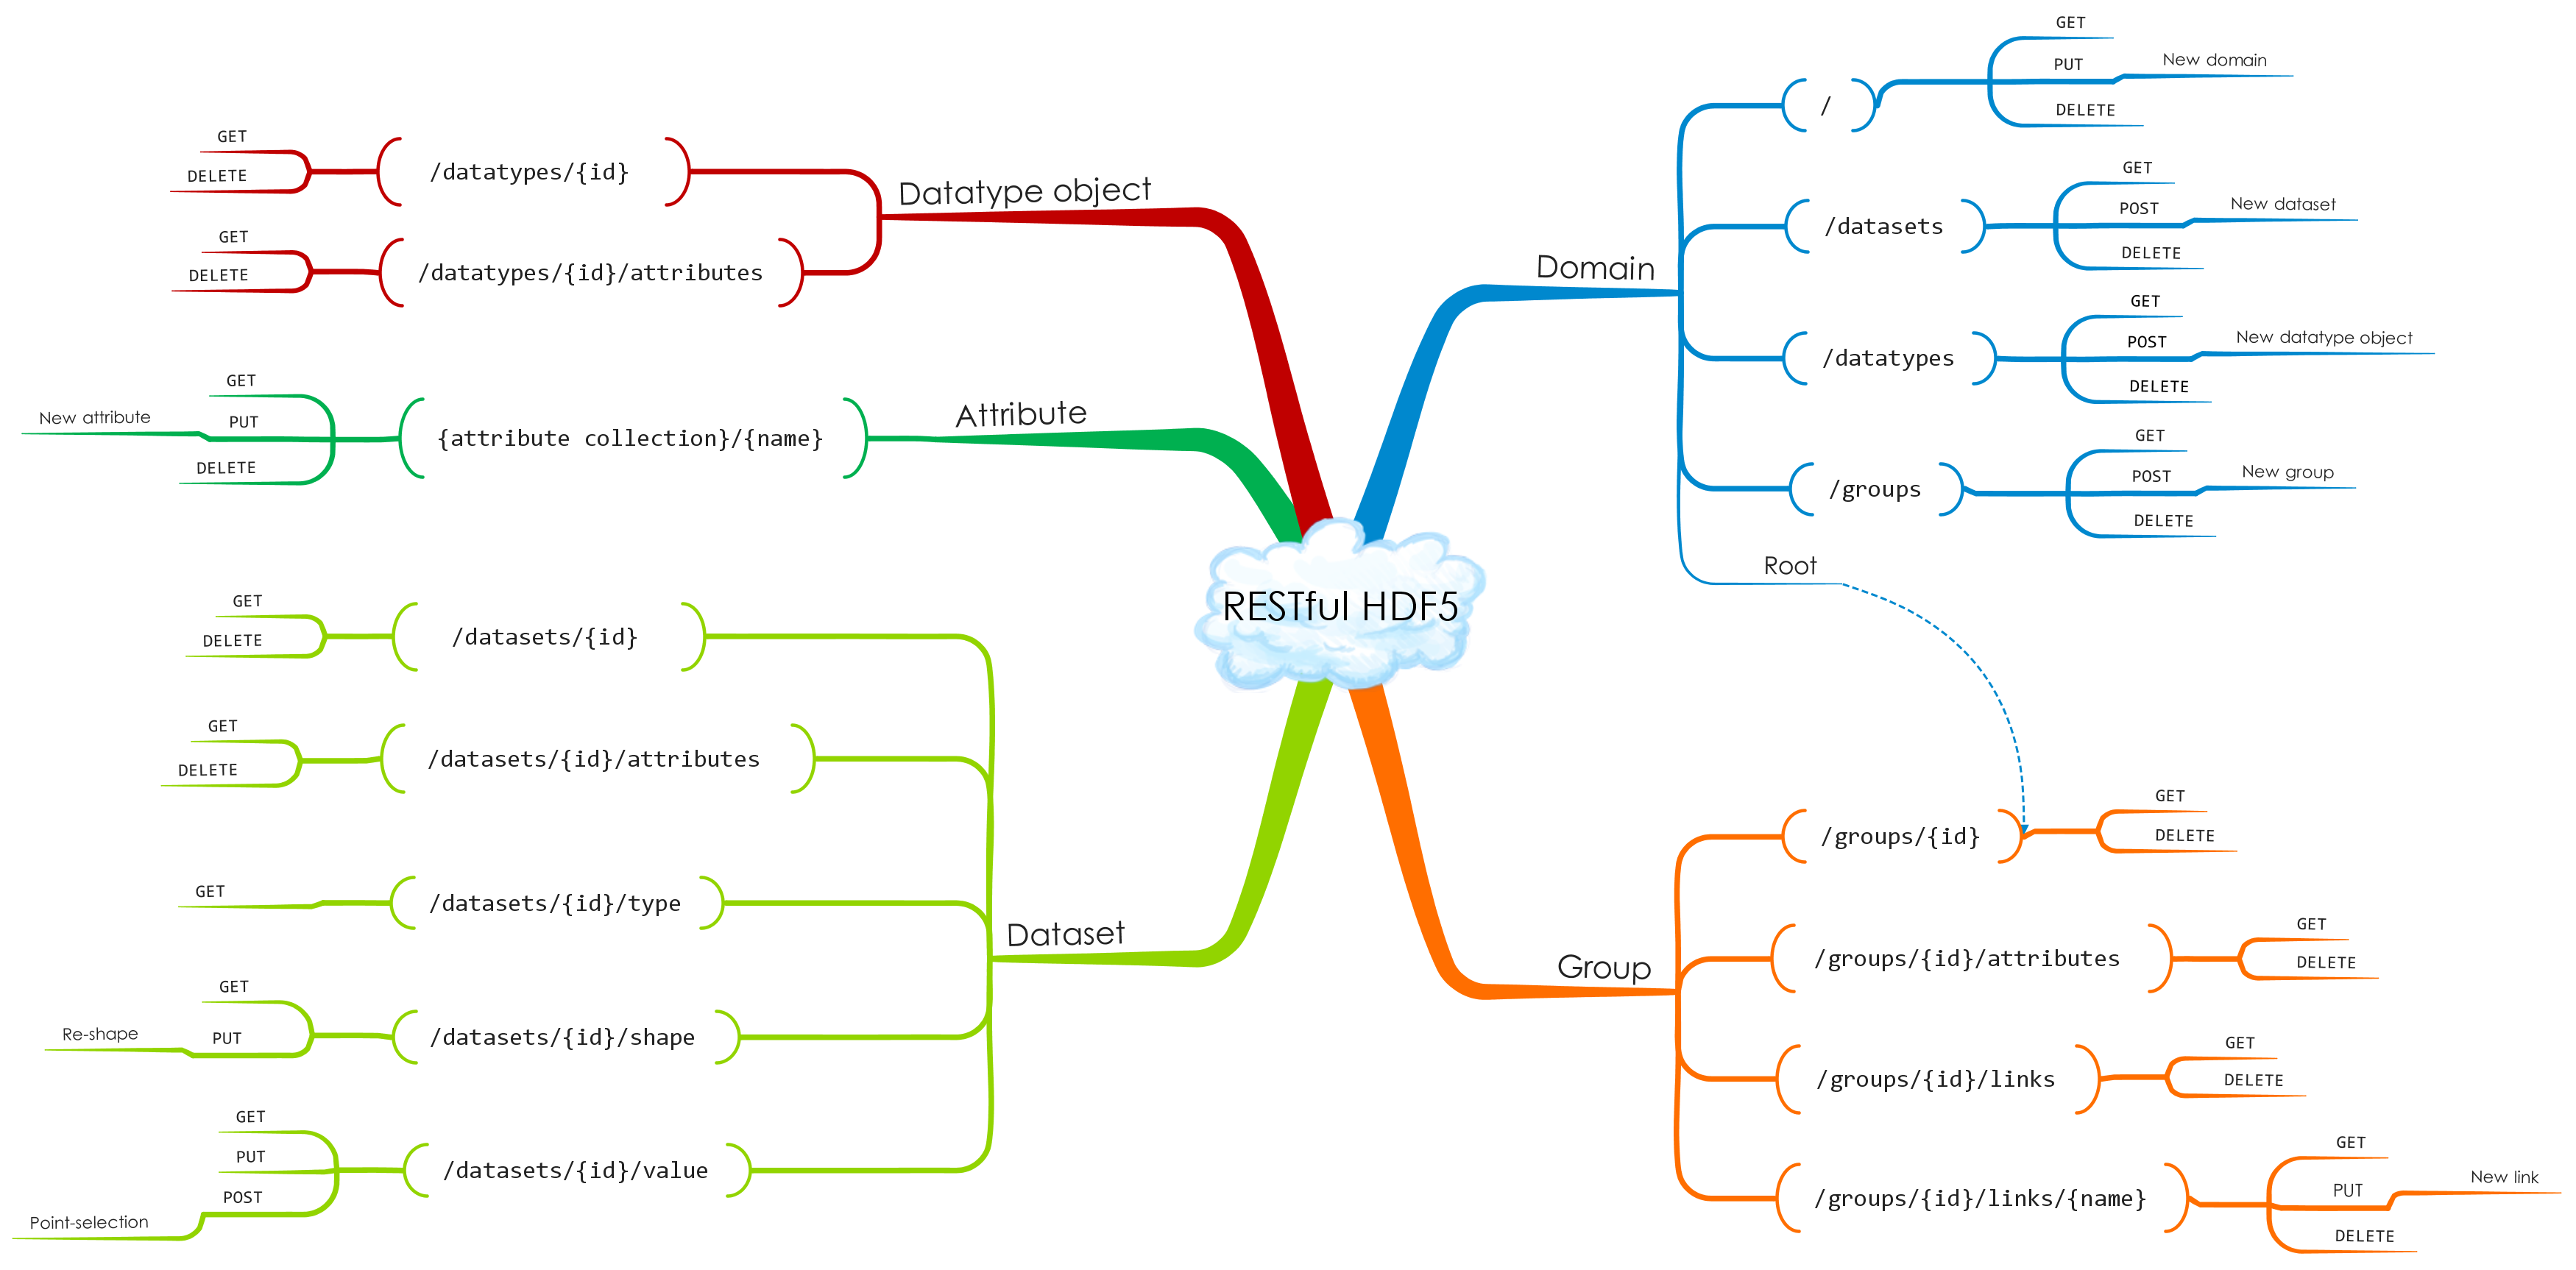 RESTful HDF5
Datatype object
/datatypes/{id}
GET
DELETE
/datatypes/{id}/attributes
GET
DELETE
Attribute
{attribute collection}/{name}
GET
PUT
New attribute
DELETE
Dataset
/datasets/{id}
GET
DELETE
/datasets/{id}/attributes
GET
DELETE
/datasets/{id}/type
GET
/datasets/{id}/shape
GET
PUT
Re-shape
/datasets/{id}/value
GET
PUT
POST
Point-selection
Domain
/
GET
PUT
New domain
DELETE
/datasets
GET
POST
New dataset
DELETE
/datatypes
GET
POST
New datatype object
DELETE
/groups
GET
POST
New group
DELETE
Root
Group
/groups/{id}
GET
DELETE
/groups/{id}/attributes
GET
DELETE
/groups/{id}/links
GET
DELETE
/groups/{id}/links/{name}
GET
PUT
New link
DELETE